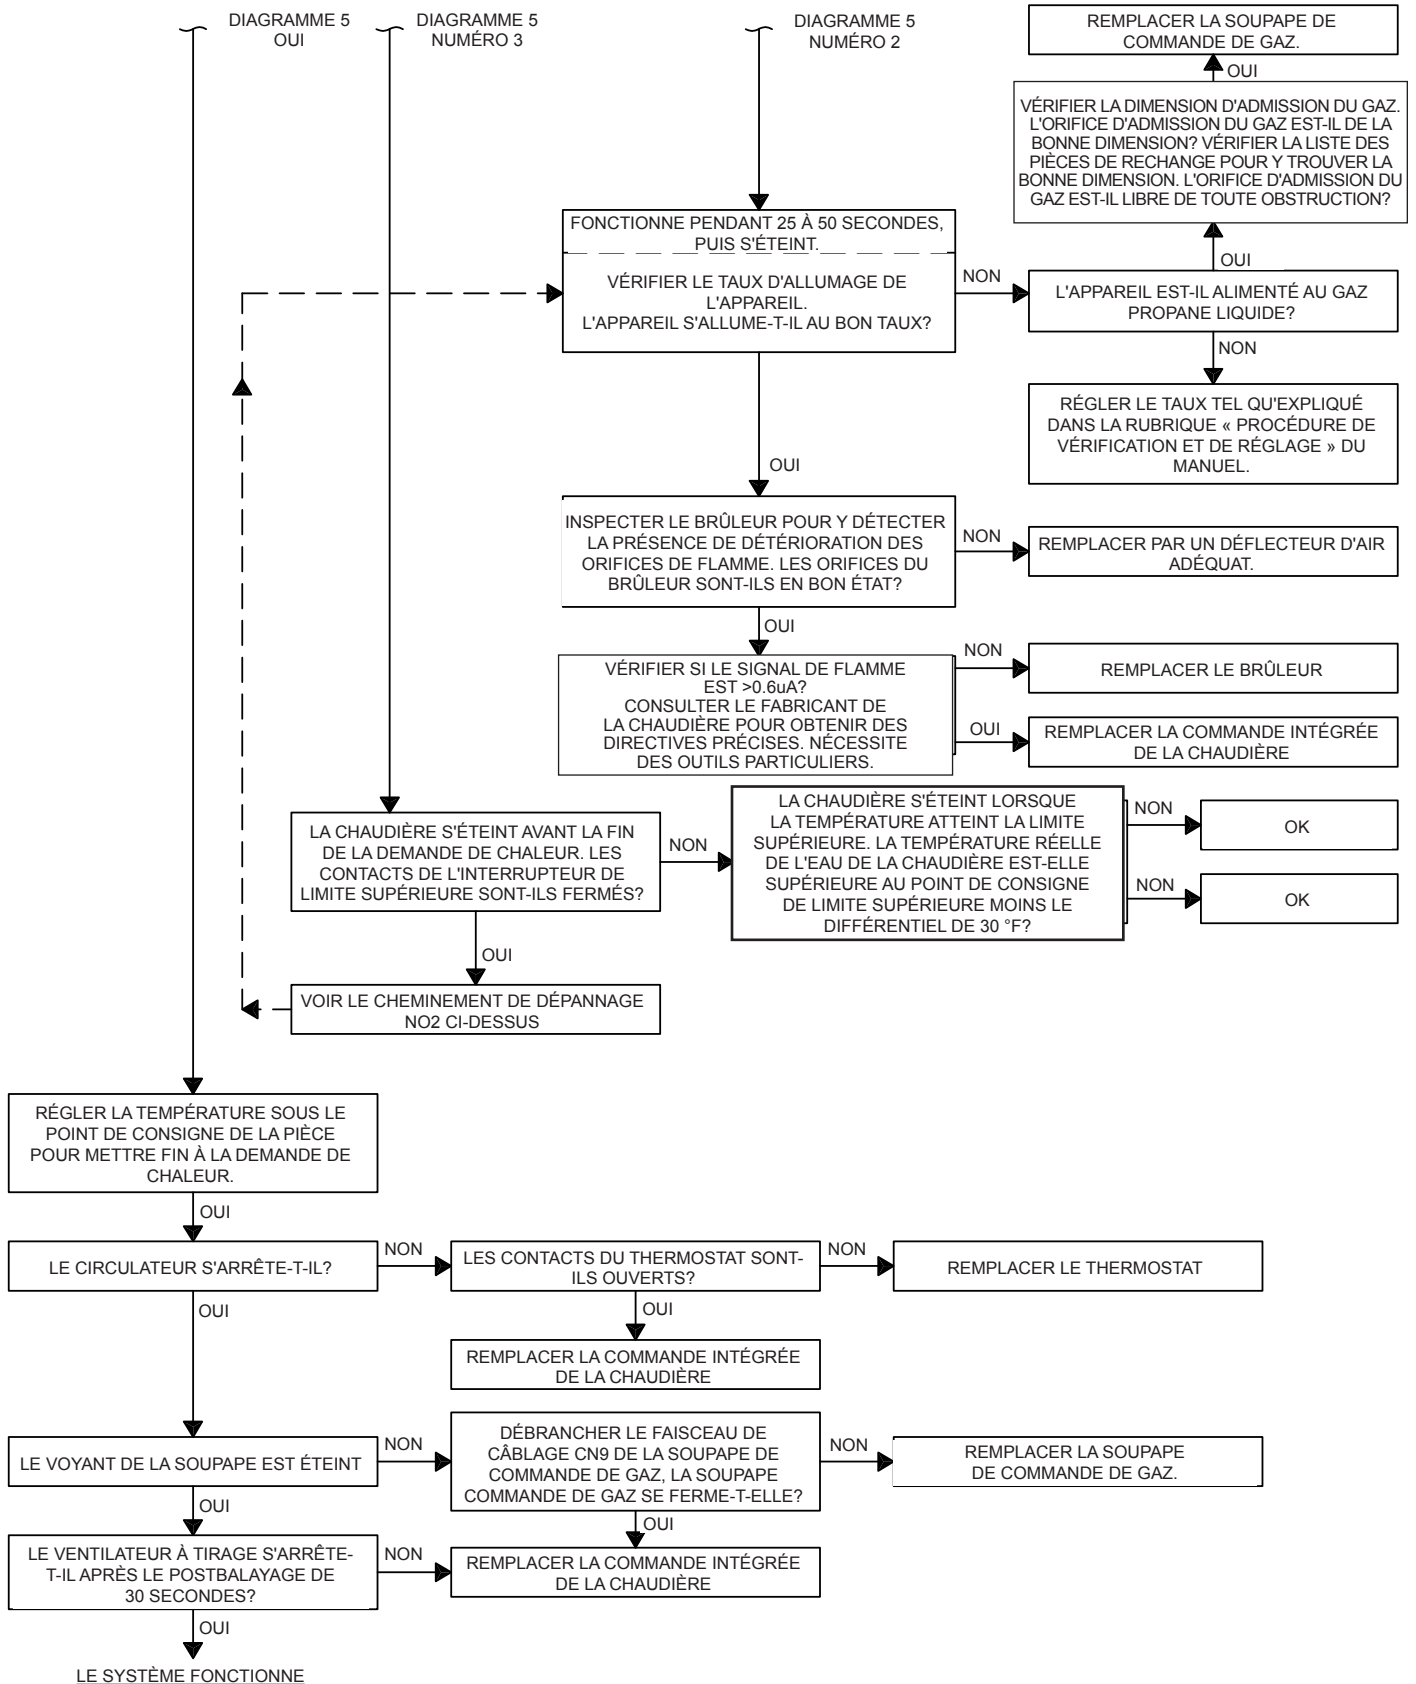 DIAGRAMME 5
OUI
DIAGRAMME 5
NUMÉRO 3
DIAGRAMME 5
NUMÉRO 2
REMPLACER LA SOUPAPE DE
COMMANDE DE GAZ.
OUI
VÉRIFIER LA DIMENSION D'ADMISSION DU GAZ.
L'ORIFICE D'ADMISSION DU GAZ EST-IL DE LA
BONNE DIMENSION? VÉRIFIER LA LISTE DES
PIÈCES DE RECHANGE POUR Y TROUVER LA
BONNE DIMENSION. L'ORIFICE D'ADMISSION DU
GAZ EST-IL LIBRE DE TOUTE OBSTRUCTION?
OUI
FONCTIONNE PENDANT 25 À 50 SECONDES,
PUIS S'ÉTEINT.
VÉRIFIER LE TAUX D'ALLUMAGE DE
L'APPAREIL.
L'APPAREIL S'ALLUME-T-IL AU BON TAUX?
NON
L'APPAREIL EST-IL ALIMENTÉ AU GAZ
PROPANE LIQUIDE?
NON
RÉGLER LE TAUX TEL QU'EXPLIQUÉ
DANS LA RUBRIQUE « PROCÉDURE DE
VÉRIFICATION ET DE RÉGLAGE » DU
MANUEL.
OUI
INSPECTER LE BRÛLEUR POUR Y DÉTECTER
LA PRÉSENCE DE DÉTÉRIORATION DES
ORIFICES DE FLAMME. LES ORIFICES DU
BRÛLEUR SONT-ILS EN BON ÉTAT?
NON
REMPLACER PAR UN DÉFLECTEUR D'AIR
ADÉQUAT.
OUI
VÉRIFIER SI LE SIGNAL DE FLAMME
EST >0.6uA?
CONSULTER LE FABRICANT DE
LA CHAUDIÈRE POUR OBTENIR DES
DIRECTIVES PRÉCISES. NÉCESSITE
DES OUTILS PARTICULIERS.
NON
REMPLACER LE BRÛLEUR
OUI
REMPLACER LA COMMANDE INTÉGRÉE
DE LA CHAUDIÈRE
LA CHAUDIÈRE S'ÉTEINT AVANT LA FIN
DE LA DEMANDE DE CHALEUR. LES
CONTACTS DE L'INTERRUPTEUR DE
LIMITE SUPÉRIEURE SONT-ILS FERMÉS?
NON
LA CHAUDIÈRE S'ÉTEINT LORSQUE
LA TEMPÉRATURE ATTEINT LA LIMITE
SUPÉRIEURE. LA TEMPÉRATURE RÉELLE
DE L'EAU DE LA CHAUDIÈRE EST-ELLE
SUPÉRIEURE AU POINT DE CONSIGNE
DE LIMITE SUPÉRIEURE MOINS LE
DIFFÉRENTIEL DE 30 °F?
NON
OK
NON
OK
OUI
VOIR LE CHEMINEMENT DE DÉPANNAGE
NO2 CI-DESSUS
RÉGLER LA TEMPÉRATURE SOUS LE
POINT DE CONSIGNE DE LA PIÈCE
POUR METTRE FIN À LA DEMANDE DE
CHALEUR.
OUI
LE CIRCULATEUR S'ARRÊTE-T-IL?
NON
LES CONTACTS DU THERMOSTAT SONT-
ILS OUVERTS?
NON
REMPLACER LE THERMOSTAT
OUI
OUI
REMPLACER LA COMMANDE INTÉGRÉE
DE LA CHAUDIÈRE
LE VOYANT DE LA SOUPAPE EST ÉTEINT
NON
DÉBRANCHER LE FAISCEAU DE
CÂBLAGE CN9 DE LA SOUPAPE DE
COMMANDE DE GAZ, LA SOUPAPE
COMMANDE DE GAZ SE FERME-T-ELLE?
NON
REMPLACER LA SOUPAPE
DE COMMANDE DE GAZ.
OUI
OUI
LE VENTILATEUR À TIRAGE S'ARRÊTE-
T-IL APRÈS LE POSTBALAYAGE DE
30 SECONDES?
NON
REMPLACER LA COMMANDE INTÉGRÉE
DE LA CHAUDIÈRE
OUI
LE SYSTÈME FONCTIONNE